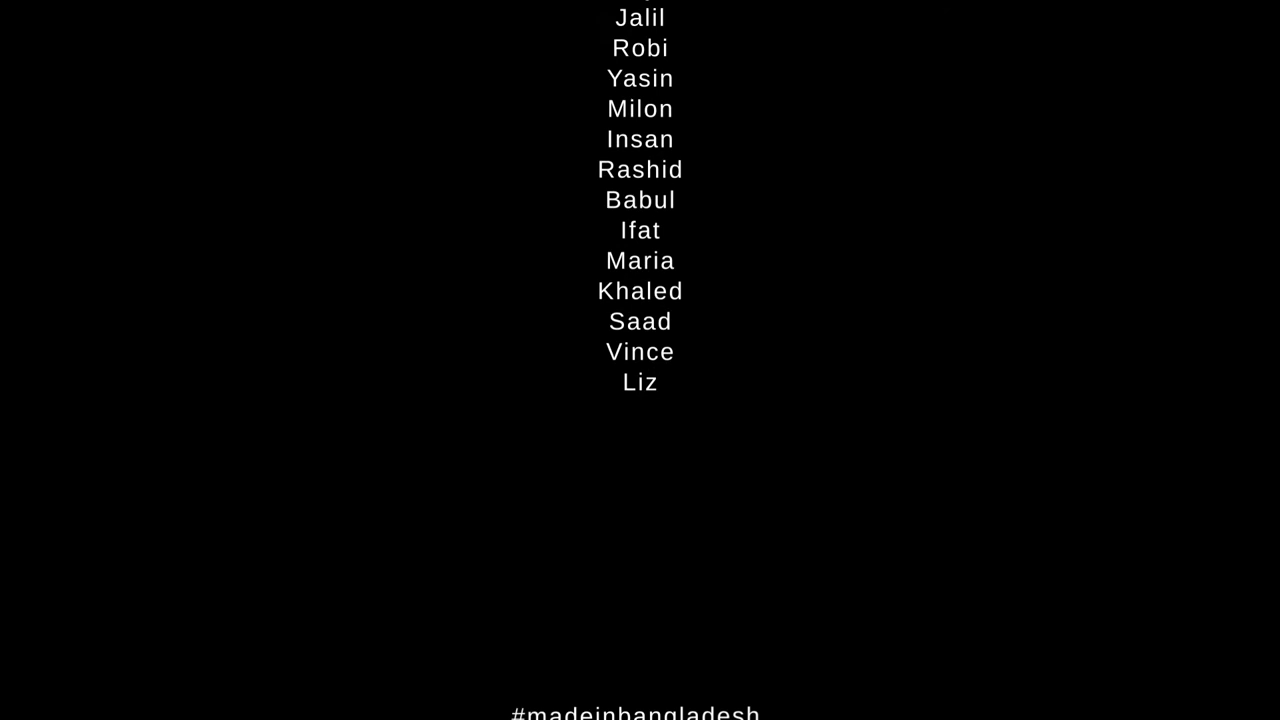 Jalil
Robi
Yasin
Milon
Insan
Rashid
Babul
Ifat
Maria
Khaled
Saad
Vince
Liz
#madeinbangladesh